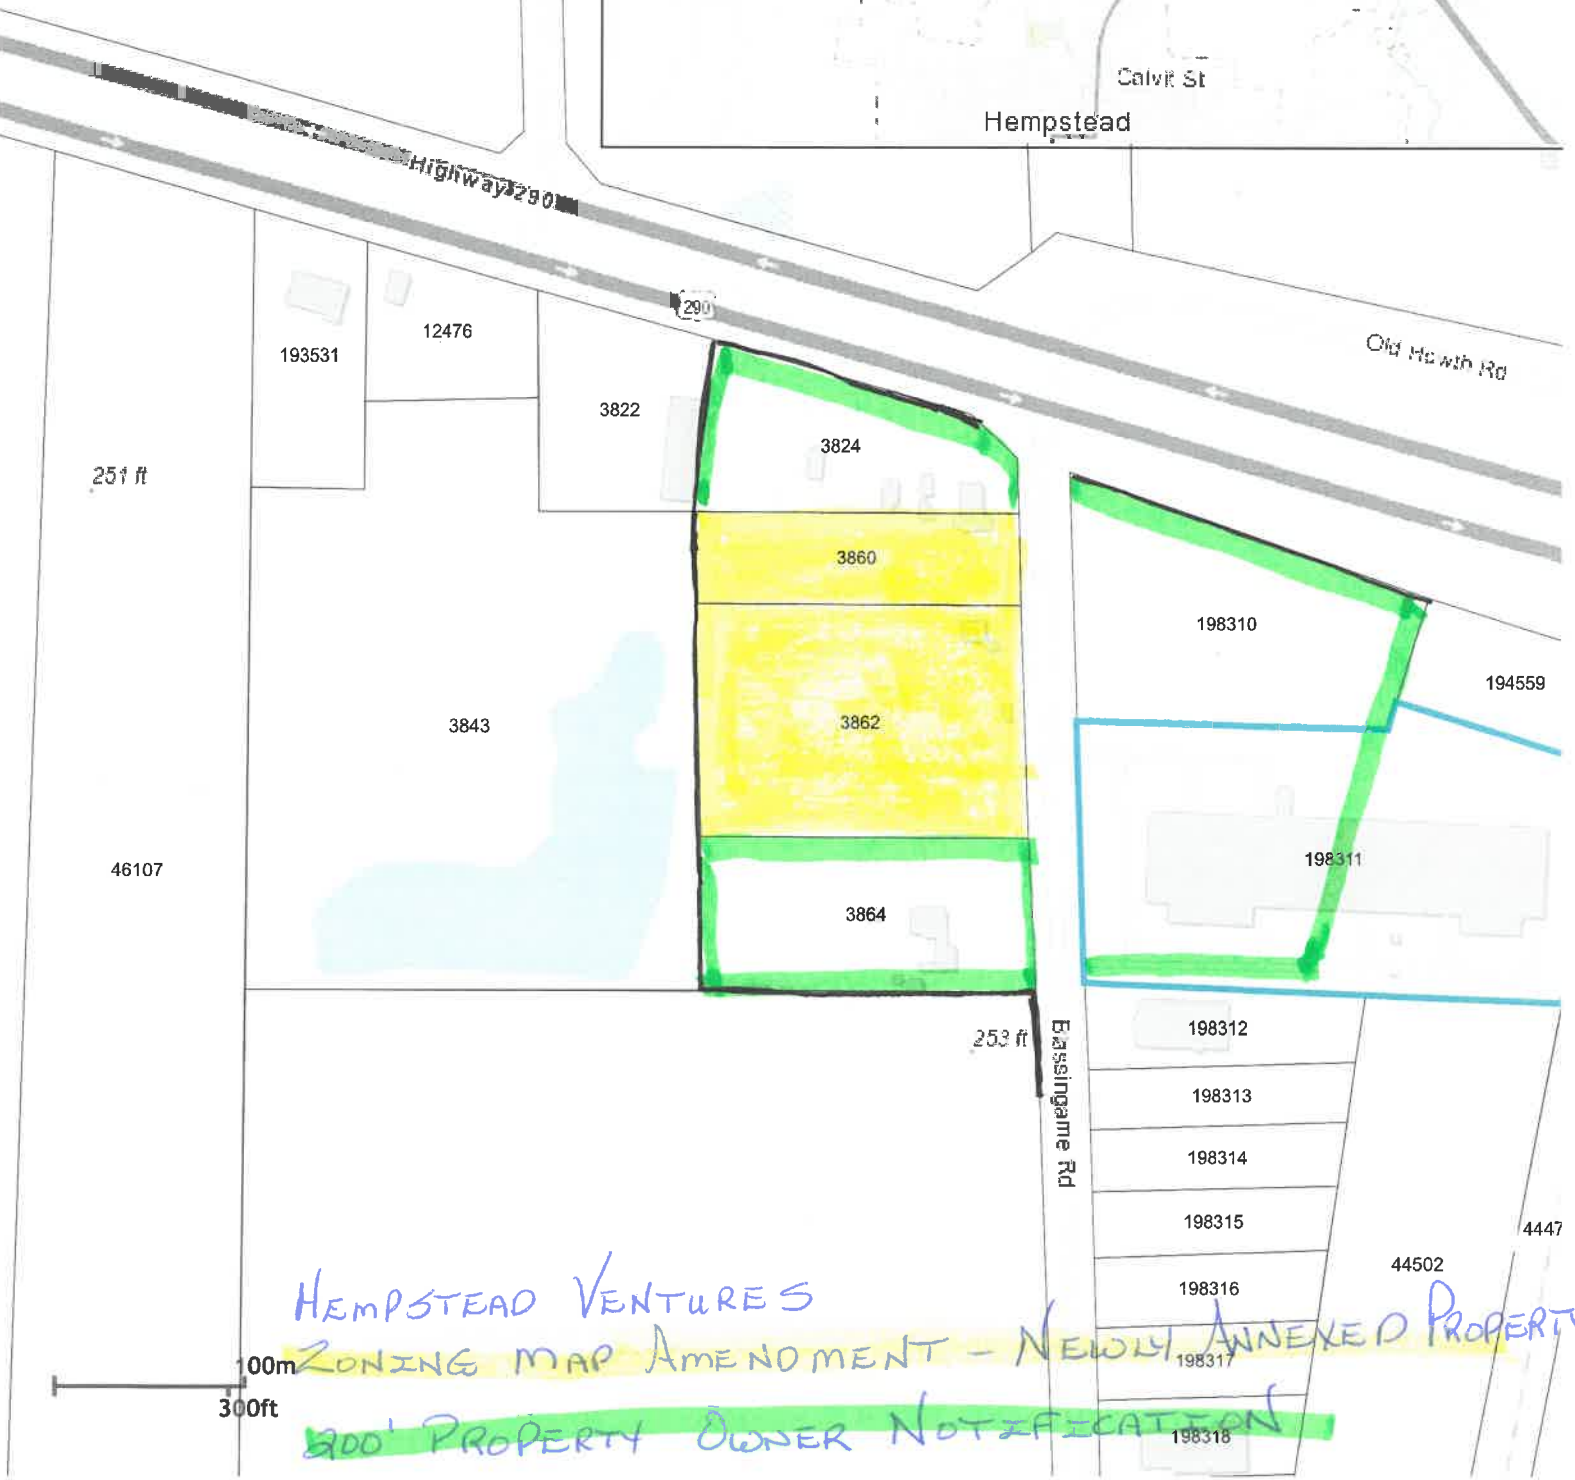 Calvit St
Hempstead
Highway 290
290
Old Howth Rd
193531
12476
3822
3824
251 ft
3860
198310
194559
3843
3862
46107
198311
3864
253 ft
Blassingame Rd
198312
198313
198314
198315
4447
44502
198316
HEMPSTEAD VENTURES
ZONING MAP AMENDMENT - NEWLY ANNEXED PROPERTY
198317
100m
300ft
200' PROPERTY OWNER NOTIFICATION
198318